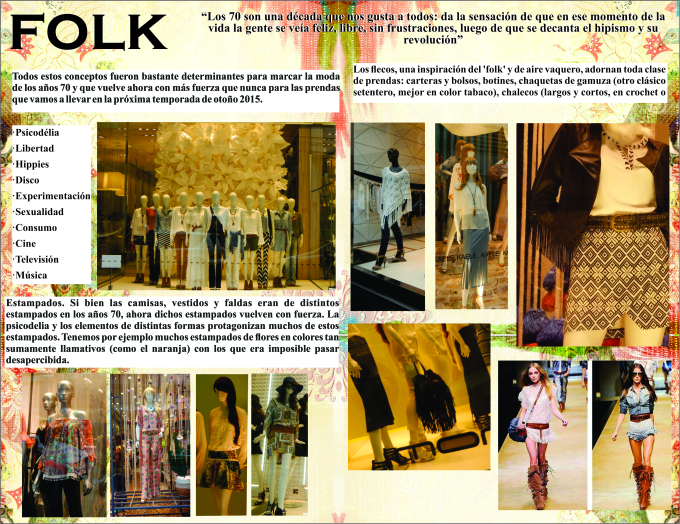 FOLK
“Los 70 son una década que nos gusta a todos: da la sensación de que en ese momento de la
vida la gente se veía feliz, libre, sin frustraciones, luego de que se decanta el hipismo y su
revolución”
Todos estos conceptos fueron bastante determinantes para marcar la moda
de los años 70 y que vuelve ahora con más fuerza que nunca para las prendas
que vamos a llevar en la próxima temporada de otoño 2015.
Los flecos, una inspiración del 'folk' y de aire vaquero, adornan toda clase
de prendas: carteras y bolsos, botines, chaquetas de gamuza (otro clásico
setentero, mejor en color tabaco), chalecos (largos y cortos, en crochet o
·Psicodélia
·Libertad
·Hippies
·Disco
·Experimentación
·Sexualidad
·Consumo
·Cine
·Televisión
·Música
Estampados. Si bien las camisas, vestidos y faldas eran de distintos
estampados en los años 70, ahora dichos estampados vuelven con fuerza. La
psicodelia y los elementos de distintas formas protagonizan muchos de estos
estampados. Tenemos por ejemplo muchos estampados de flores en colores tan
sumamente llamativos (como el naranja) con los que era imposible pasar
desapercibida.